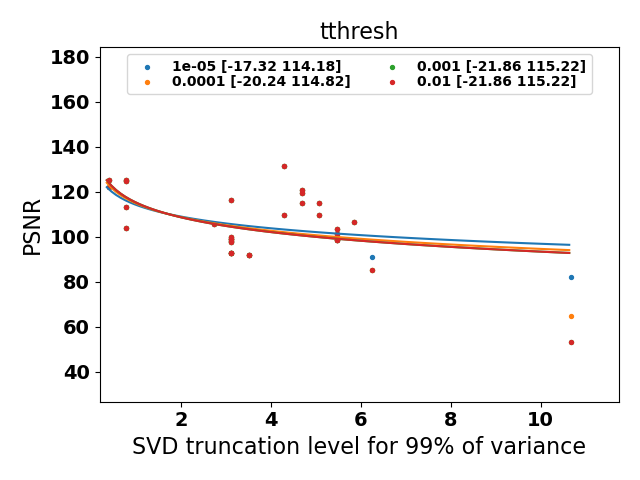 tthresh
1e-05 [-17.32 114.18]
0.0001 [-20.24 114.82]
0.001 [-21.86 115.22]
0.01 [-21.86 115.22]
180
160
140
120
100
80
60
40
PSNR
2 4 6 8 10
SVD truncation level for 99% of variance